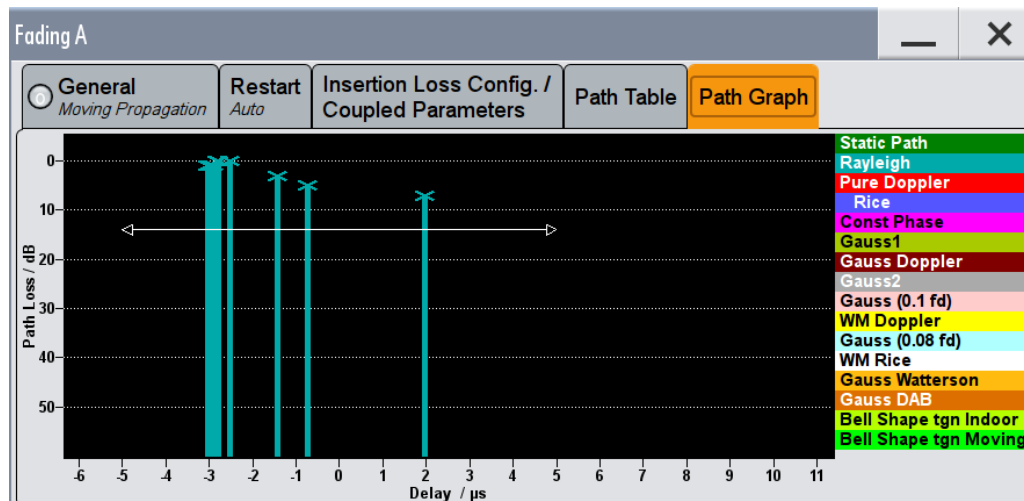 Fading A
General
Moving Propagation
Restart
Auto
Insertion Loss Config. /
Coupled Parameters
Path Table
Path Graph
Path Loss / dB
0
10
20
30
40
50
-6 -5 -4 -3 -2 -1 0 1 2 3 4 5 6 7 8 9 10 11
Delay / µs
Static Path
Rayleigh
Pure Doppler
Rice
Const Phase
Gauss1
Gauss Doppler
Gauss2
Gauss (0.1 fd)
WM Doppler
Gauss (0.08 fd)
WM Rice
Gauss Watterson
Gauss DAB
Bell Shape tgn Indoor
Bell Shape tgn Moving